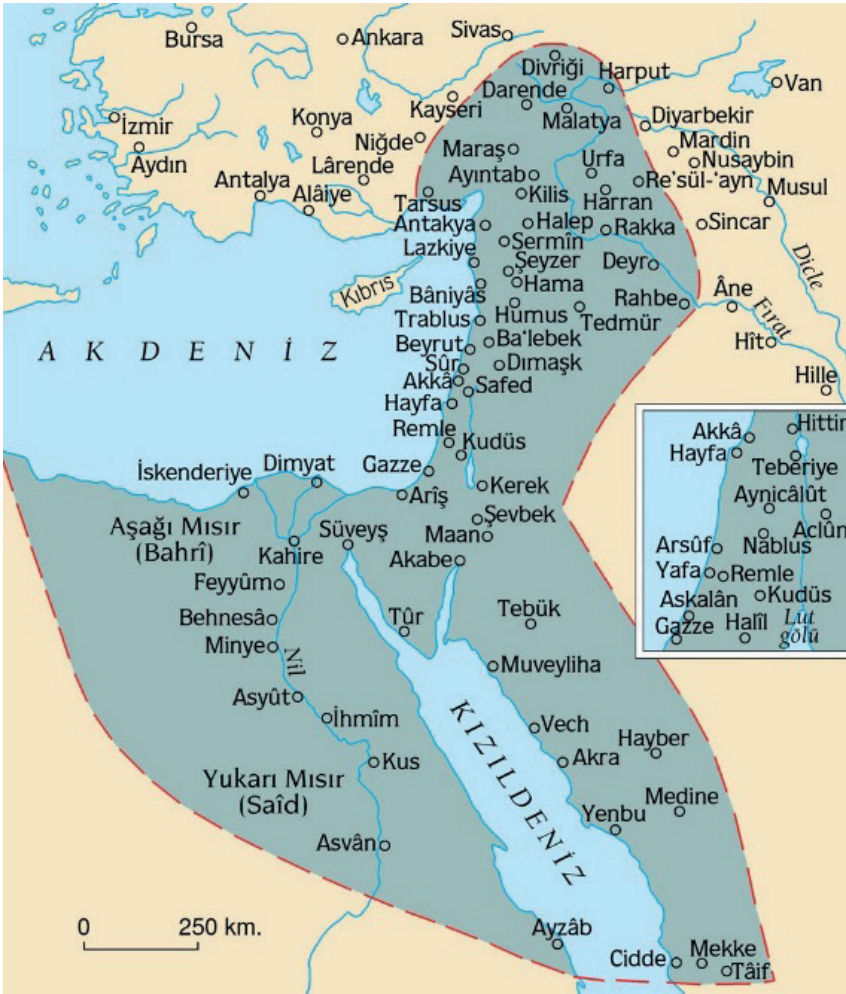 Bursa
Ankara
Sivas
Divriği
Harput
Van
Darende
Kayseri
Malatya
Diyarbekir
İzmir
Konya
Niğde
Mardin
Aydın
Maraş
Urfa
Nusaybin
Lârende
Ayıntab
Re'sül-'ayn
Musul
Antalya
Alâiye
Tarsus
Kilis
Harran
Antakya
Halep
Rakka
Sincar
Lazkiye
Sermîn
Dicle
Şeyzer
Deyr
Kıbrıs
Hama
Bâniyâs
Rahbe
Âne
Fırat
Humus
Tedmür
Trablus
Ba'lebek
Beyrut
Hît
AKDENİZ
Sûr
Dımaşk
Akkâ
Safed
Hille
Hayfa
Remle
Kudüs
Gazze
Dimyat
İskenderiye
Arîş
Kerek
Aşağı Mısır
(Bahrî)
Kahire
Süveyş
Şevbek
Maan
Akabe
Feyyûm
Behnesâ
Minye
Nil
Tûr
Tebük
Muveyliha
Asyût
İhmîm
KIZILDENİZ
Vech
Hayber
Akra
Kus
Yukarı Mısır
(Saîd)
Medine
Yenbu
Asvân
0 250 km.
Ayzâb
Cidde
Mekke
Tâif
Akkâ
Hittin
Hayfa
Teberiye
Aynicâlût
Aclûn
Arsûf
Nablus
Yafa
Remle
Kudüs
Askalân
Gazze
Halîl
Lût
gölü